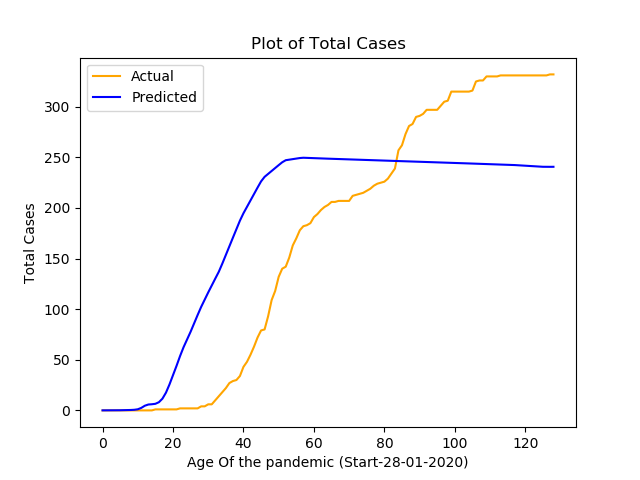 Plot of Total Cases
Actual
Predicted
300
250
200
150
100
50
0
Total Cases
0 20 40 60 80 100 120
Age Of the pandemic (Start-28-01-2020)